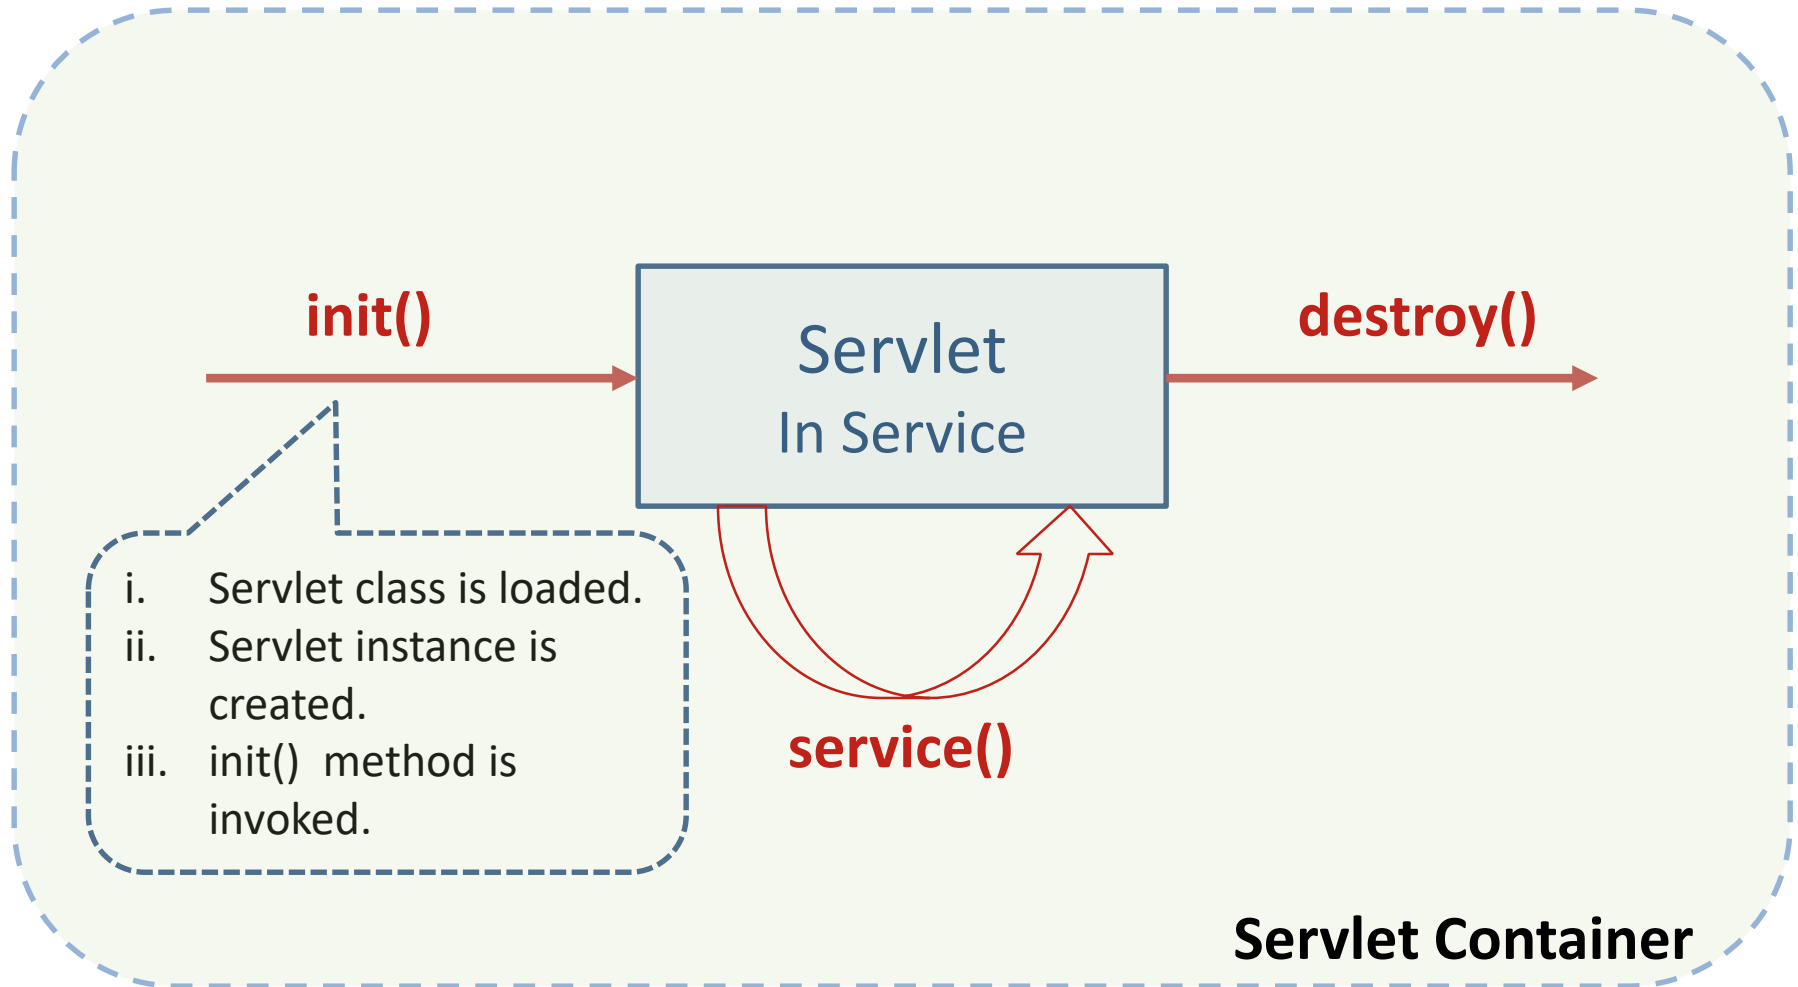 init()
Servlet
In Service
destroy()
i. Servlet class is loaded.
ii. Servlet instance is
created.
iii. init() method is
invoked.
service()
Servlet Container